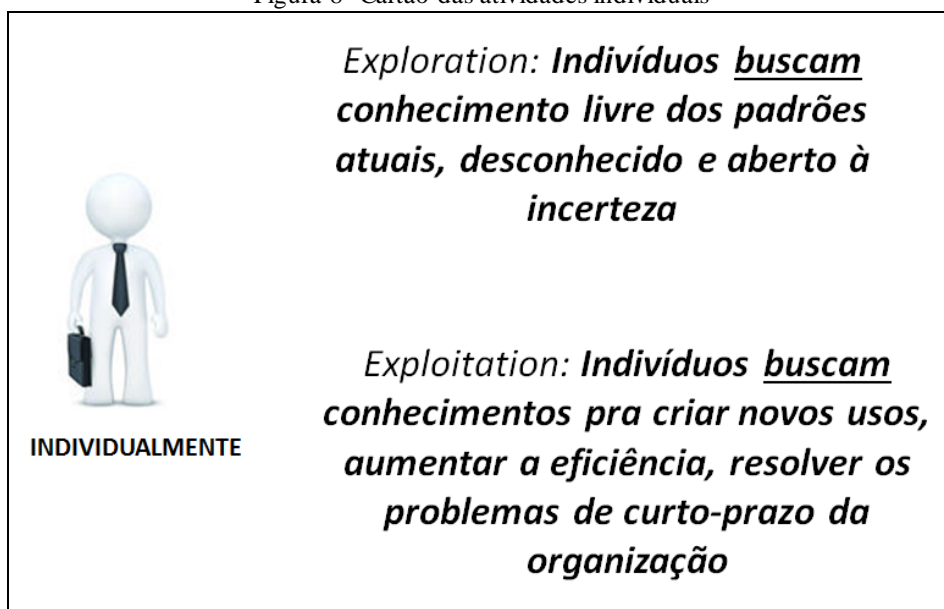 Figura 6- Cartão das atividades individuais
Exploration: Indivíduos buscam
conhecimento livre dos padrões
atuais, desconhecido e aberto à
incerteza
Exploitation: Indivíduos buscam
conhecimentos pra criar novos usos,
aumentar a eficiência, resolver os
problemas de curto-prazo da
organização
INDIVIDUALMENTE